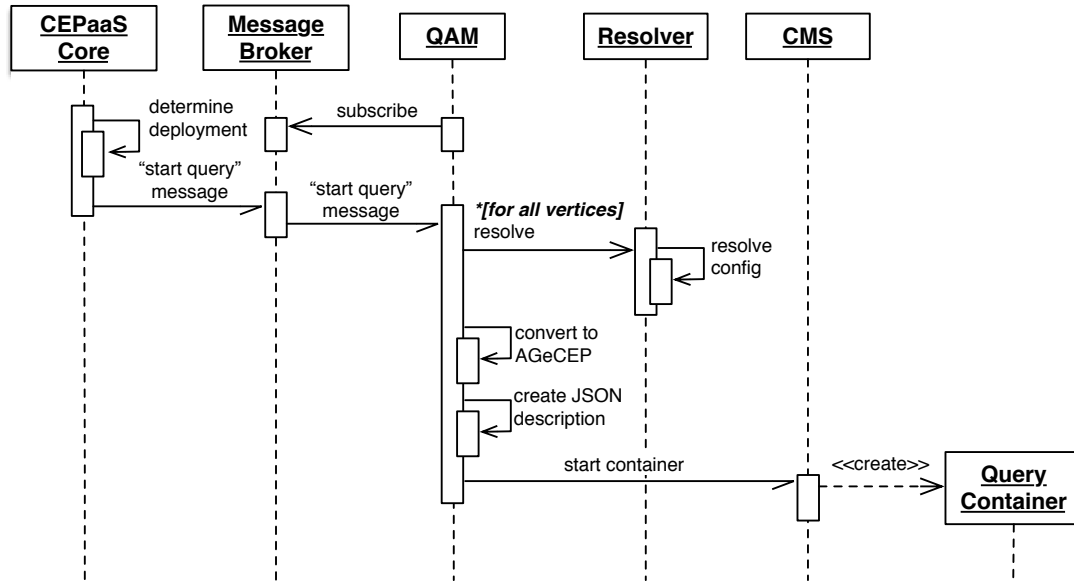 CEPaaS
Core
Message
Broker
QAM
Resolver
CMS
determine
deployment
subscribe
“start query”
message
“start query”
message
*[for all vertices]
resolve
resolve
config
convert to
AGeCEP
create JSON
description
start container
<<create>>
Query
Container